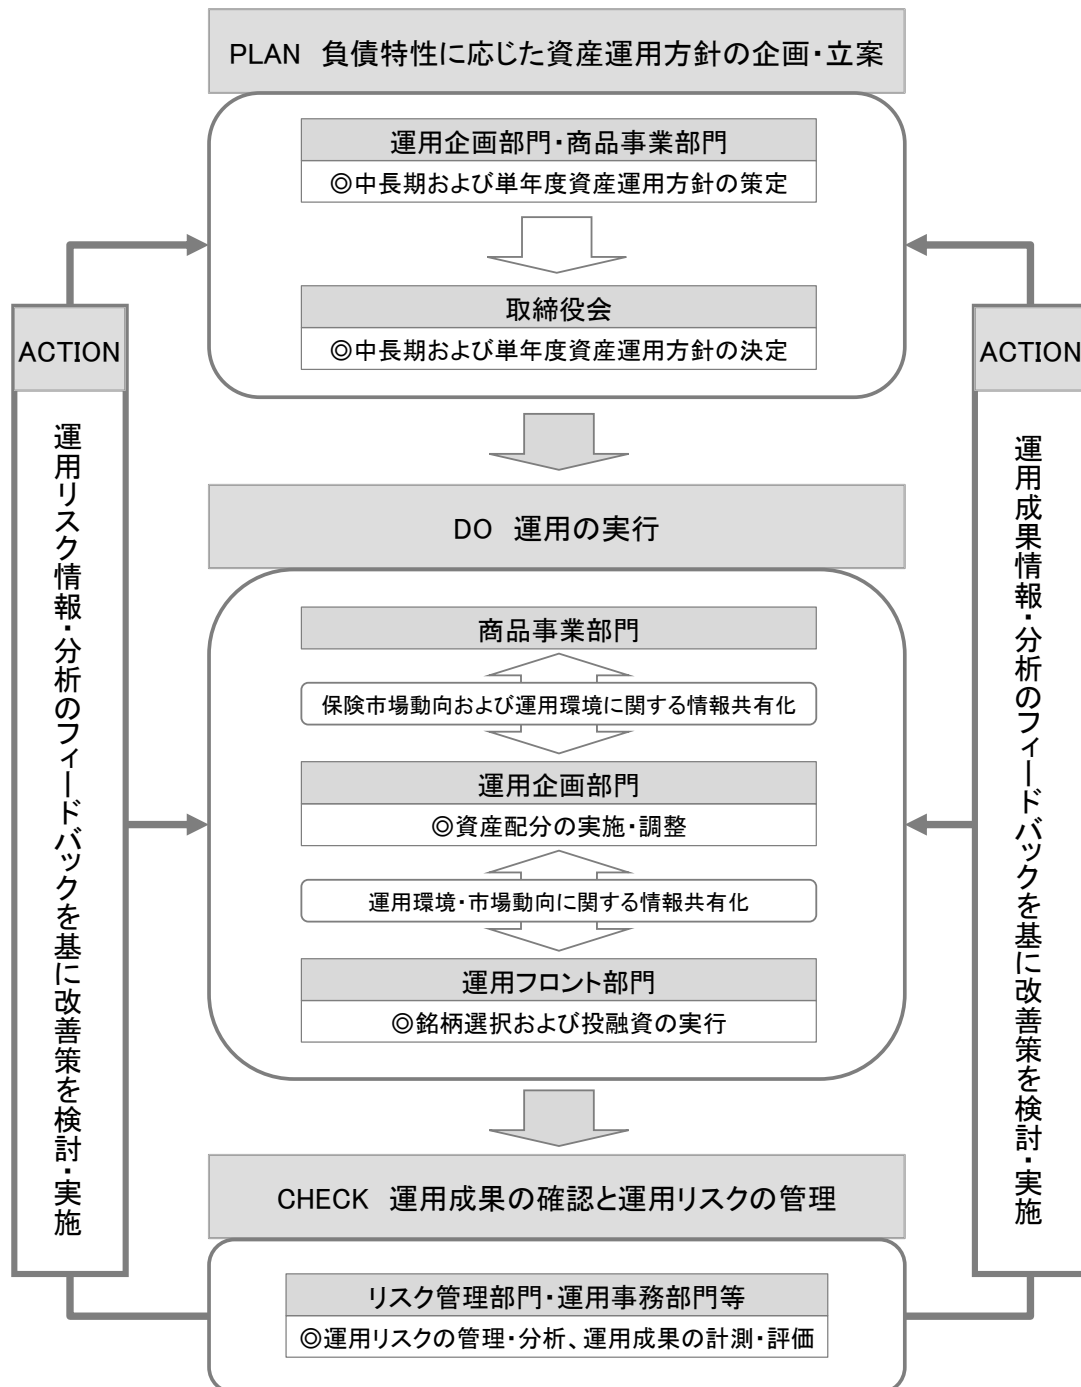 PLAN 負債特性に応じた資産運用方針の企画・立案
運用企画部門・商品事業部門
◎中長期および単年度資産運用方針の策定
取締役会
◎中長期および単年度資産運用方針の決定
ACTION
運用リスク情報・分析のフィードバックを基に改善策を検討・実施
ACTION
運用成果情報・分析のフィードバックを基に改善策を検討・実施
DO 運用の実行
商品事業部門
保険市場動向および運用環境に関する情報共有化
運用企画部門
◎資産配分の実施・調整
運用環境・市場動向に関する情報共有化
運用フロント部門
◎銘柄選択および投融資の実行
CHECK 運用成果の確認と運用リスクの管理
リスク管理部門・運用事務部門等
◎運用リスクの管理・分析、運用成果の計測・評価